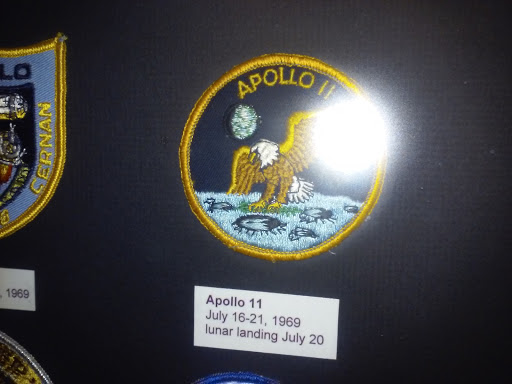 LO
CERNAN
, 1969
APOLLO 11
Apollo 11
July 16-21, 1969
lunar landing July 20